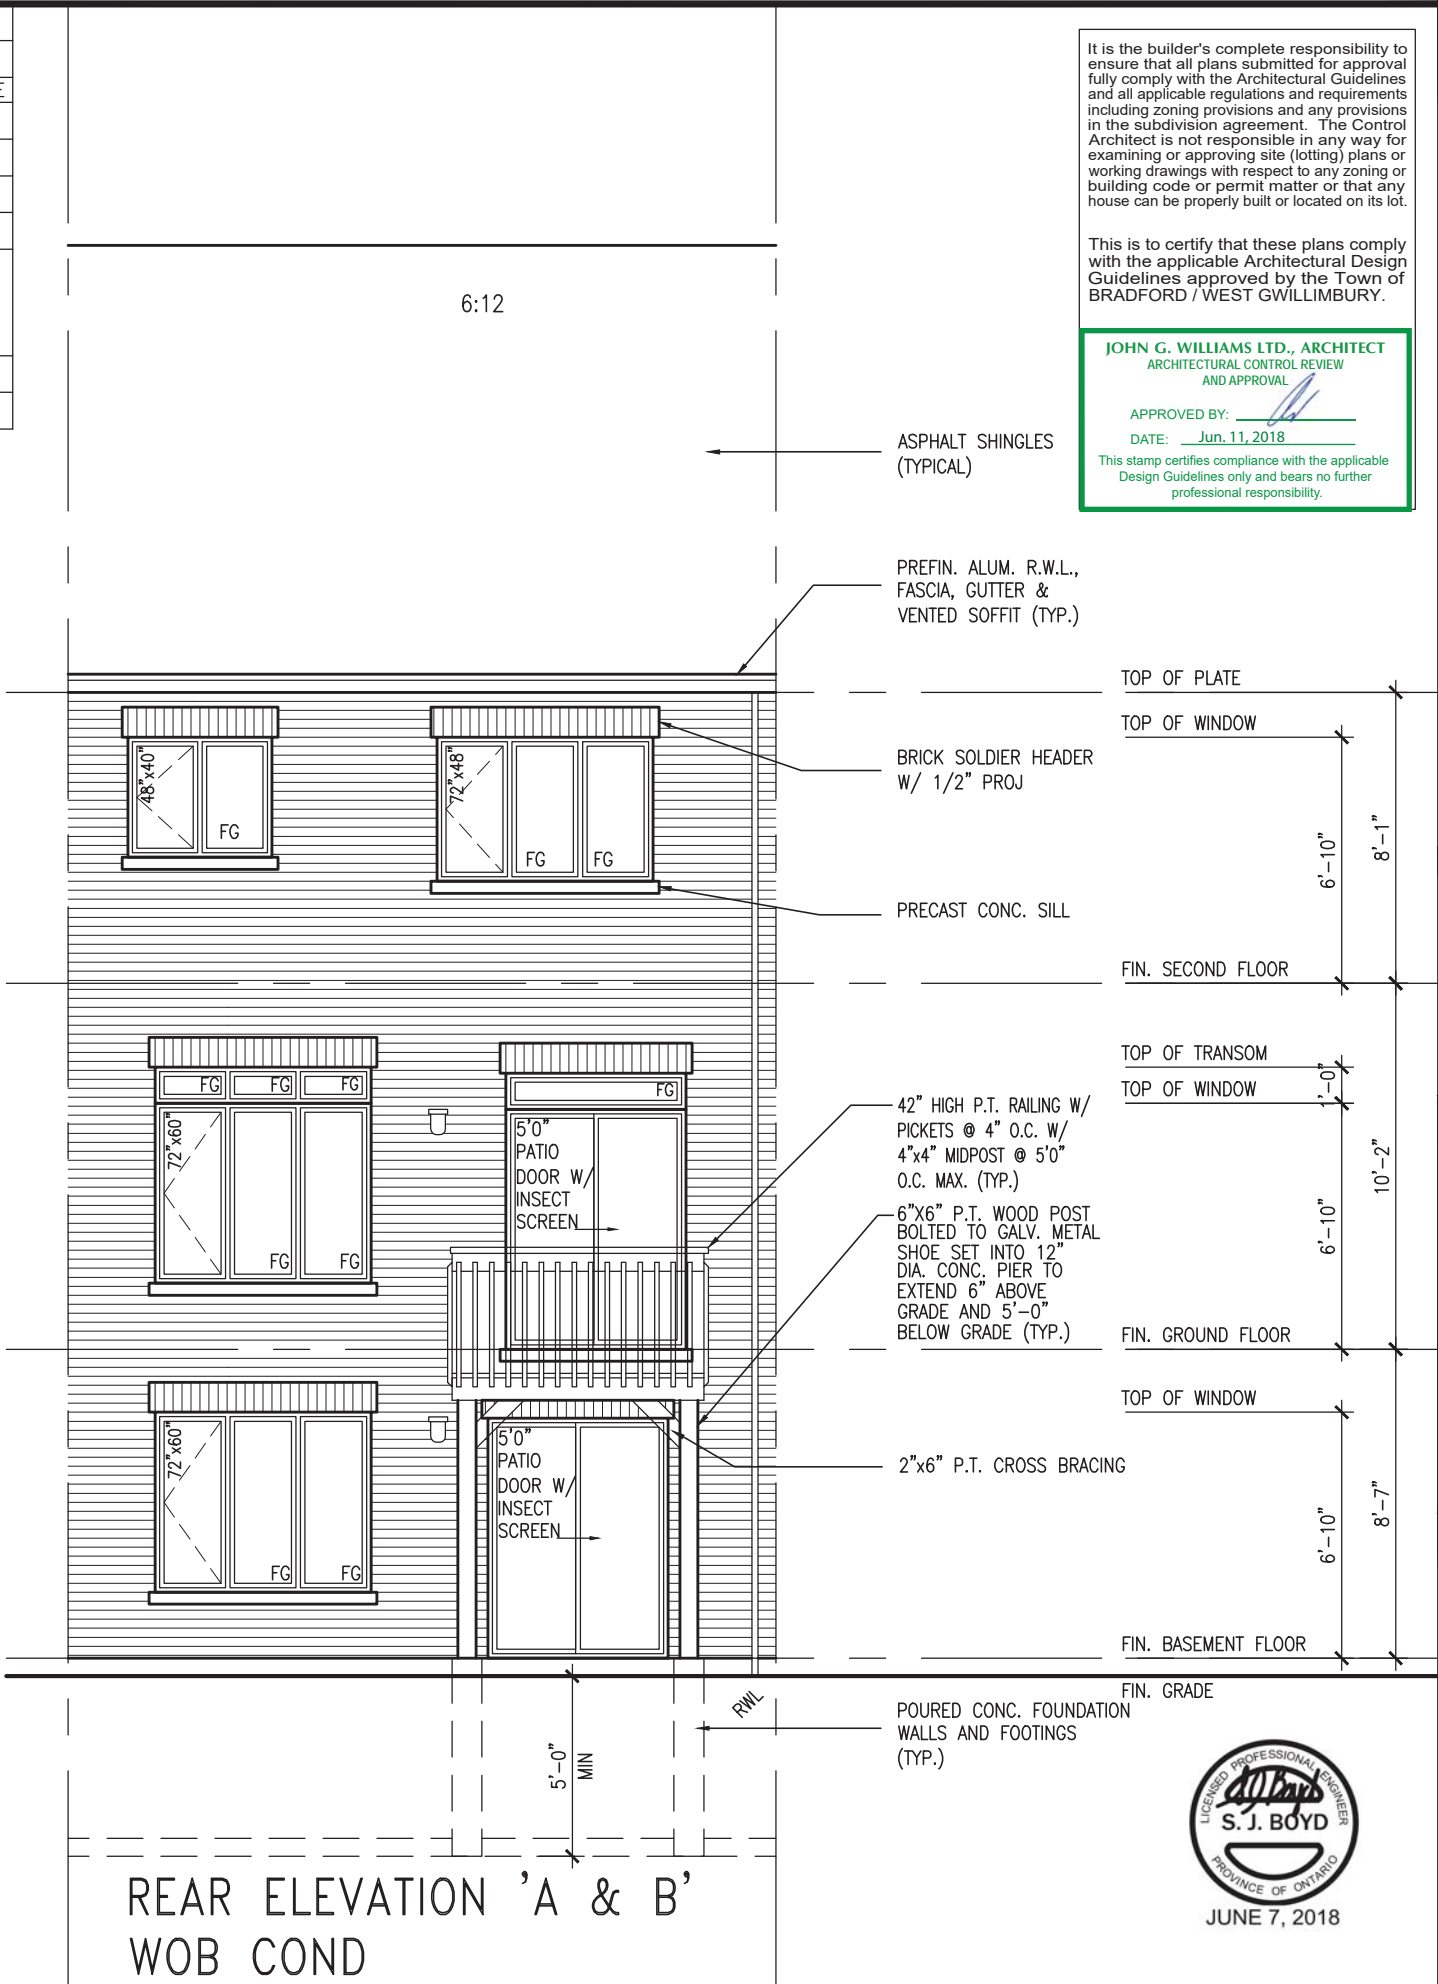 It is the builder's complete responsibility to
ensure that all plans submitted for approval
fully comply with the Architectural Guidelines
and all applicable regulations and requirements
including zoning provisions and any provisions
in the subdivision agreement. The Control
Architect is not responsible in any way for
examining or approving site (lotting) plans or
working drawings with respect to any zoning or
building code or permit matter or that any
house can be properly built or located on its lot.
This is to certify that these plans comply
with the applicable Architectural Design
Guidelines approved by the Town of
BRADFORD / WEST GWILLIMBURY.
JOHN G. WILLIAMS LTD., ARCHITECT
ARCHITECTURAL CONTROL REVIEW
AND APPROVAL
APPROVED BY:
DATE: Jun. 11, 2018
This stamp certifies compliance with the applicable
Design Guidelines only and bears no further
professional responsibility.
E
6:12
ASPHALT SHINGLES
(TYPICAL)
PREFIN. ALUM. R.W.L.,
FASCIA, GUTTER &
VENTED SOFFIT (TYP.)
TOP OF PLATE
TOP OF WINDOW
BRICK SOLDIER HEADER
W/ 1/2" PROJ
48"x40"
FG
72"x48"
FG
FG
6'-10"
8'-1"
PRECAST CONC. SILL
FIN. SECOND FLOOR
TOP OF TRANSOM
TOP OF WINDOW
1'-0"
FG
FG
FG
FG
72"x60"
FG
FG
5'0"
PATIO
DOOR W/
INSECT
SCREEN
42" HIGH P.T. RAILING W/
PICKETS @ 4" O.C. W/
4"x4" MIDPOST @ 5'0"
O.C. MAX. (TYP.)
6"X6" P.T. WOOD POST
BOLTED TO GALV. METAL
SHOE SET INTO 12"
DIA. CONC. PIER TO
EXTEND 6" ABOVE
GRADE AND 5'-0"
BELOW GRADE (TYP.)
6'-10"
10'-2"
FIN. GROUND FLOOR
TOP OF WINDOW
72"x60"
FG
FG
5'0"
PATIO
DOOR W/
INSECT
SCREEN
2"x6" P.T. CROSS BRACING
6'-10"
8'-7"
FIN. BASEMENT FLOOR
FIN. GRADE
RWL
POURED CONC. FOUNDATION
WALLS AND FOOTINGS
(TYP.)
5'-0"
MIN
LICENSED PROFESSIONAL ENGINEER
S. J. BOYD
PROVINCE OF ONTARIO
JUNE 7, 2018
REAR ELEVATION 'A & B'
WOB COND